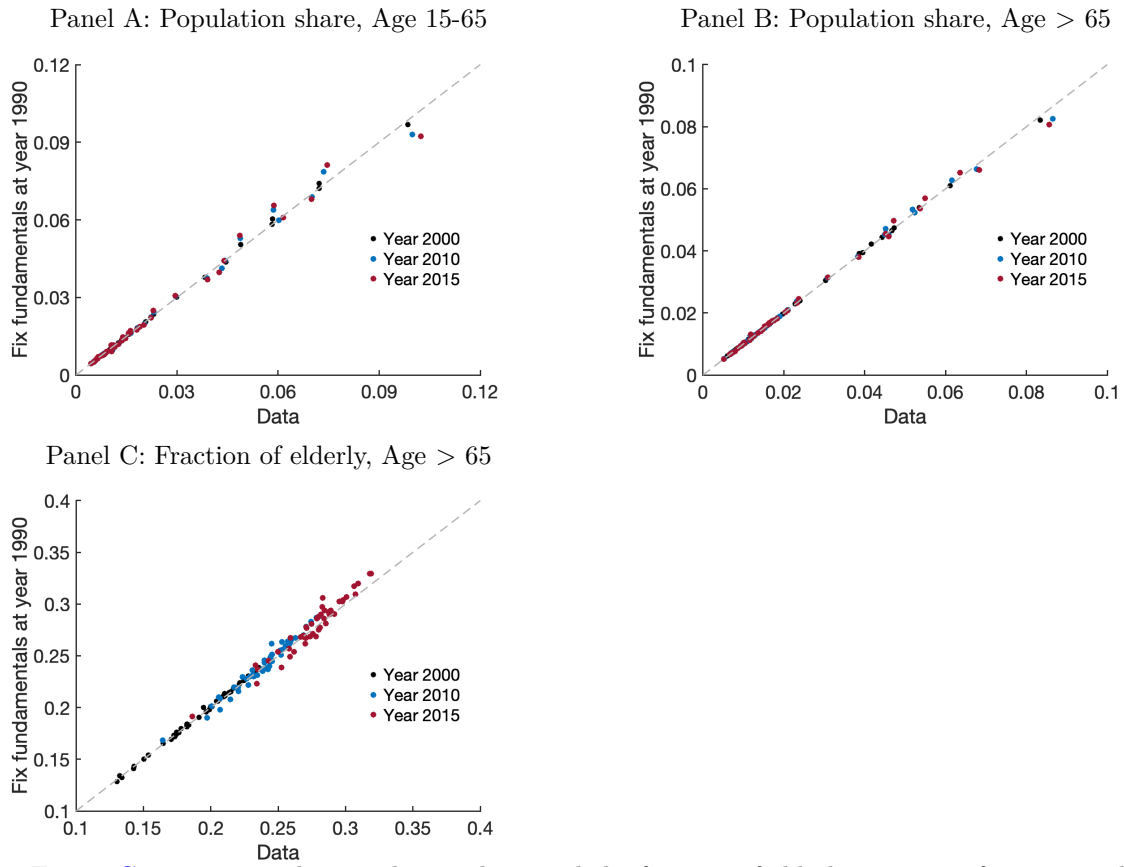 Panel A: Population share, Age 15-65
Fix fundamentals at year 1990
0.12
0.09
0.06
0.03
0
Year 2000
Year 2010
Year 2015
0 0.03 0.06 0.09 0.12
Data
Panel B: Population share, Age > 65
Fix fundamentals at year 1990
0.1
0.08
0.06
0.04
0.02
0
Year 2000
Year 2010
Year 2015
0 0.02 0.04 0.06 0.08 0.1
Data
Panel C: Fraction of elderly, Age > 65
Fix fundamentals at year 1990
0.4
0.35
0.3
0.25
0.2
0.15
0.1
Year 2000
Year 2010
Year 2015
0.1 0.15 0.2 0.25 0.3 0.35 0.4
Data